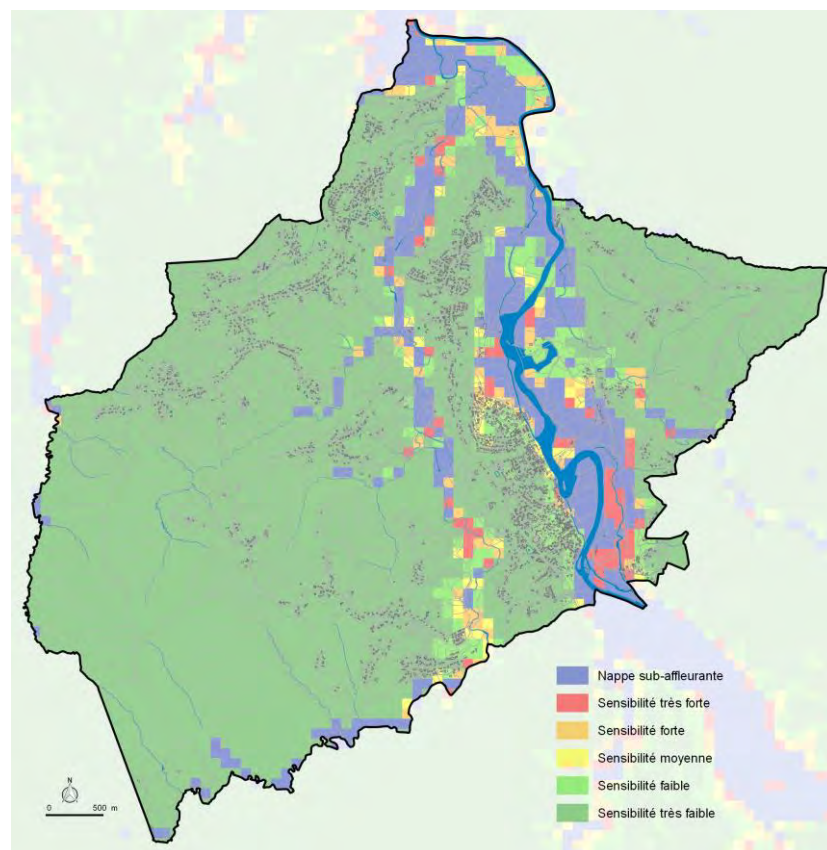 Nappe sub-affleurante
Sensibilité très forte
Sensibilité forte
Sensibilité moyenne
Sensibilité faible
Sensibilité très faible
N
0 500 m